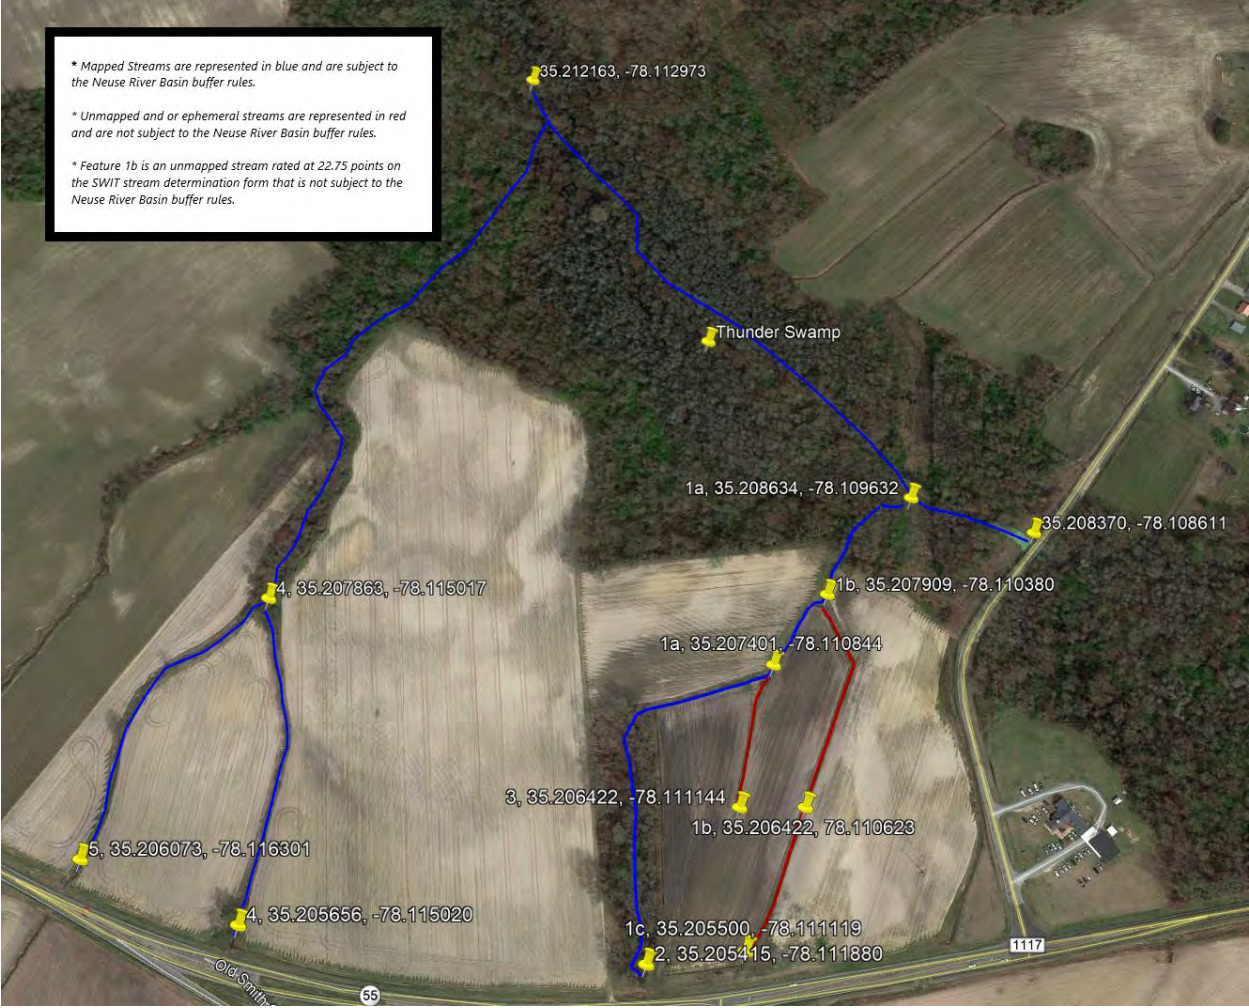 * Mapped Streams are represented in blue and are subject to
the Neuse River Basin buffer rules.
* Unmapped and or ephemeral streams are represented in red
and are not subject to the Neuse River Basin buffer rules.
* Feature 1b is an unmapped stream rated at 22.75 points on
the SWIT stream determination form that is not subject to the
Neuse River Basin buffer rules.
35.212163, -78.112973
Thunder Swamp
1a, 35.208634, -78.109632
35.208370, -78.108611
4, 35.207863, -78.115017
1b, 35.207909, -78.110380
1a, 35.207401, -78.110844
3, 35.206422, -78.111144
1b, 35.206422, 78.110623
5, 35.206073, -78.116301
4, 35.205656, -78.115020
1c, 35.205500, -78.111119
2, 35.205415, -78.111880
1117
Old
55